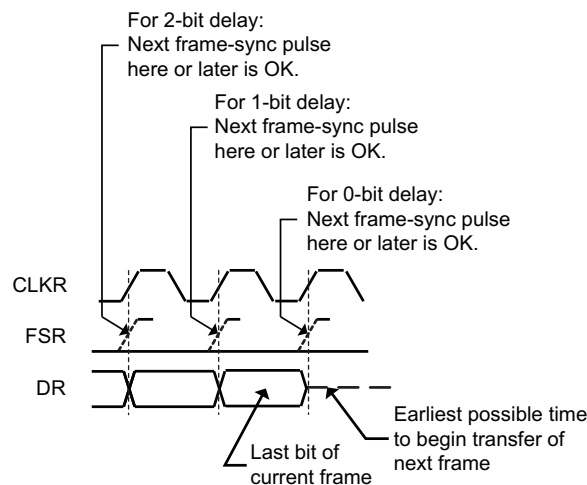 For 2-bit delay:
Next frame-sync pulse
here or later is OK.
For 1-bit delay:
Next frame-sync pulse
here or later is OK.
For 0-bit delay:
Next frame-sync pulse
here or later is OK.
CLKR
FSR
DR
Last bit of
current frame
Earliest possible time
to begin transfer of
next frame